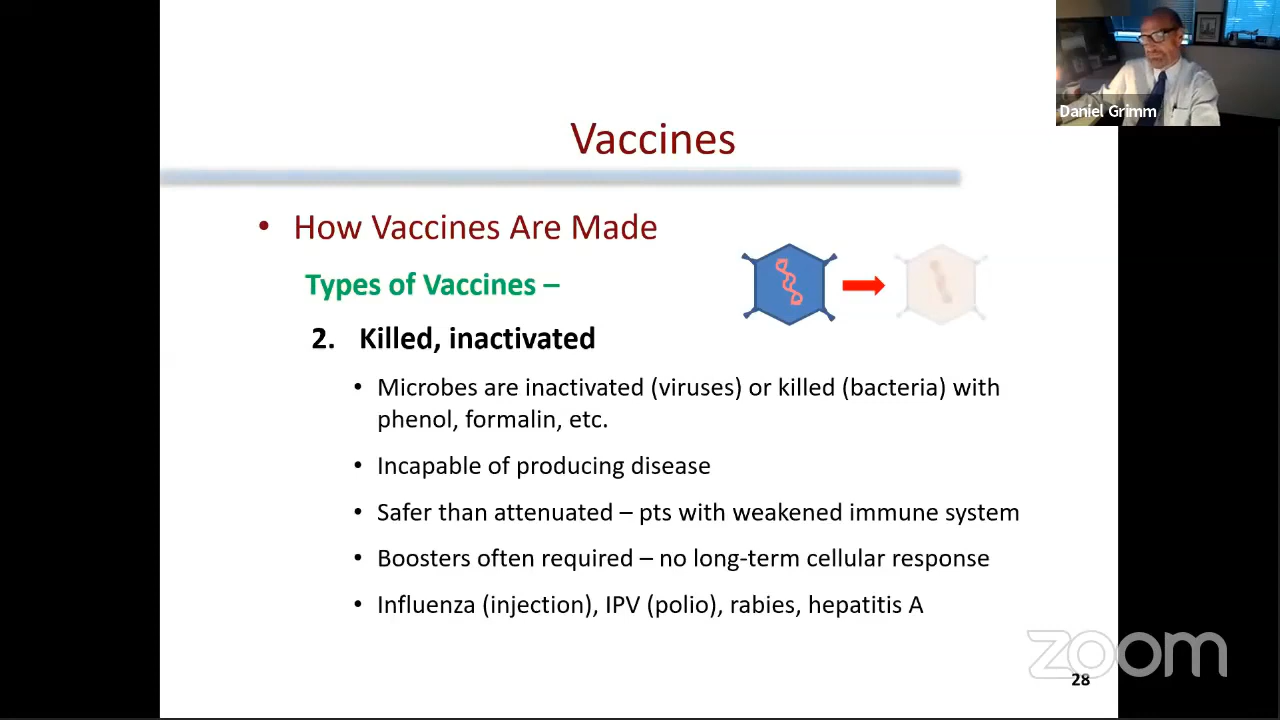 Daniel Grimm
Vaccines
• How Vaccines Are Made
Types of Vaccines –
2. Killed, inactivated
• Microbes are inactivated (viruses) or killed (bacteria) with
phenol, formalin, etc.
• Incapable of producing disease
• Safer than attenuated – pts with weakened immune system
• Boosters often required – no long-term cellular response
• Influenza (injection), IPV (polio), rabies, hepatitis A
zoom
28